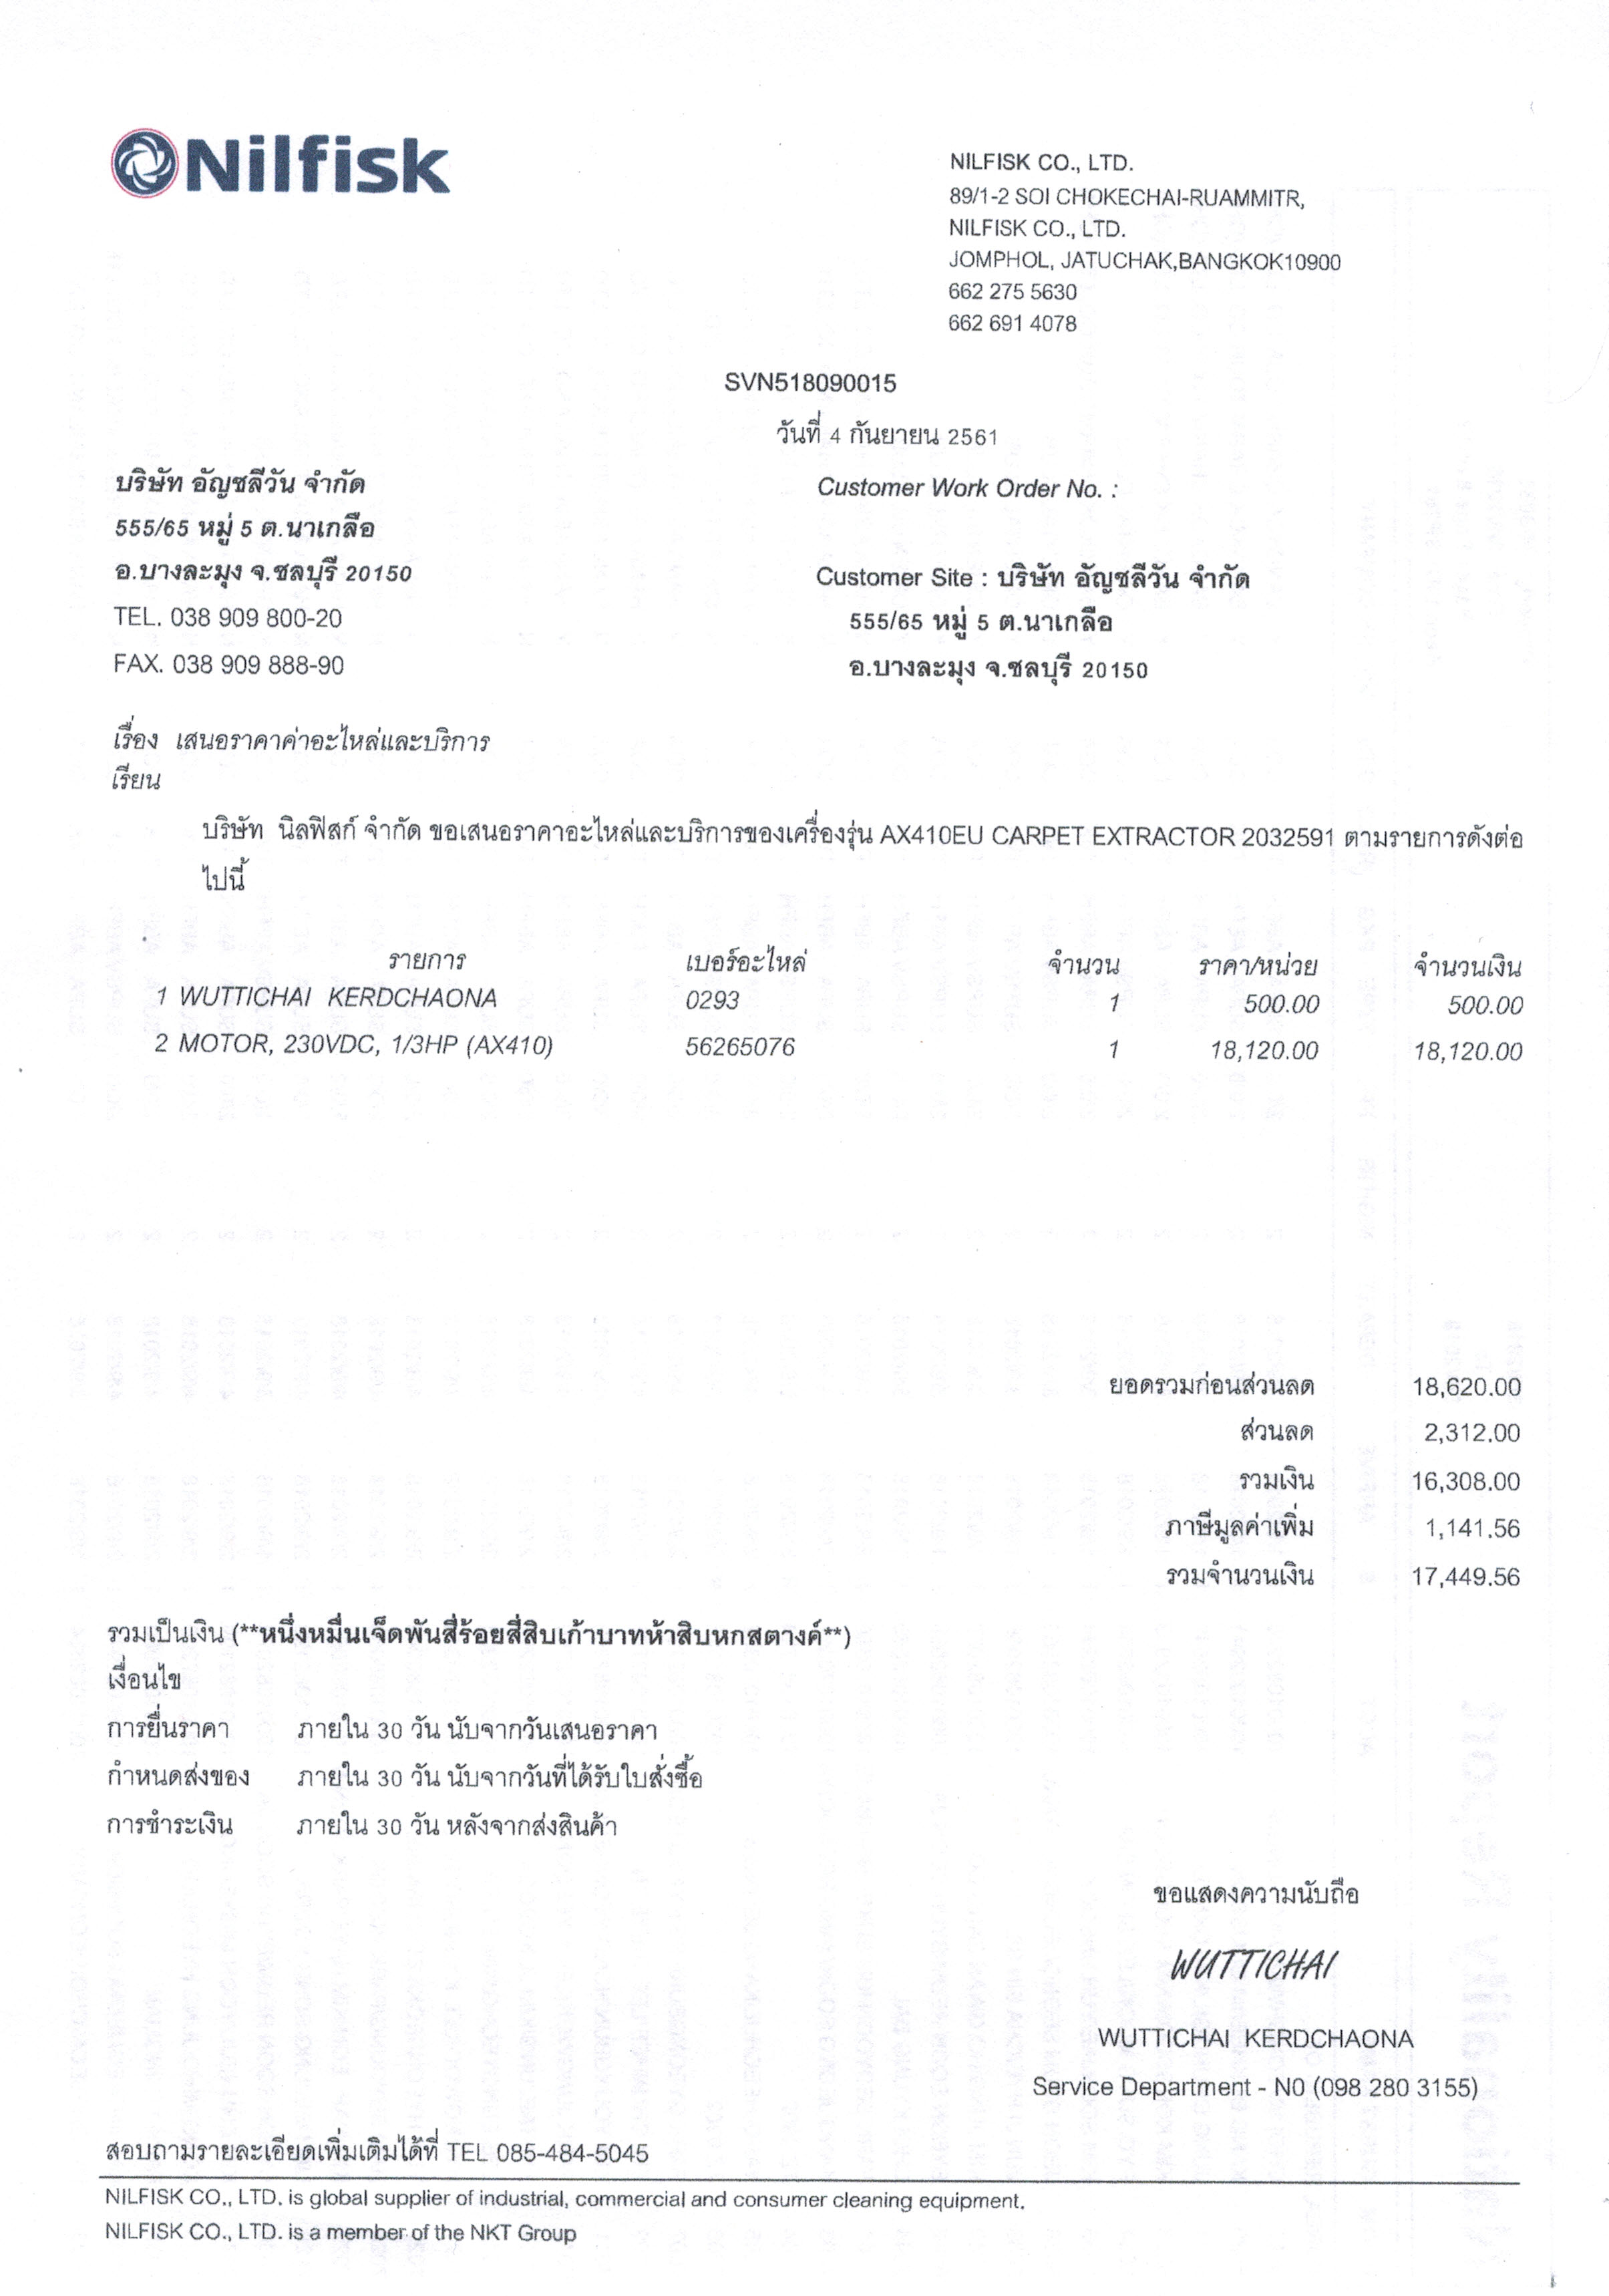 Nilfisk
NILFISK CO., LTD.
89/1-2 SOI CHOKECHAI-RUAMMITR,
NILFISK CO., LTD.
JOMPHOL, JATUCHAK,BANGKOK10900
662 275 5630
662 691 4078
SVN518090015
วันที่ 4 กันยายน 2561
บริษัท อัญชลีวัน จำกัด
555/65 หมู่ 5 ต.นาเกลือ
อ.บางละมุง จ.ชลบุรี 20150
TEL. 038 909 800-20
FAX. 038 909 888-90
Customer Work Order No. :
Customer Site : บริษัท อัญชลีวัน จำกัด
555/65 หมู่ 5 ต.นาเกลือ
อ.บางละมุง จ.ชลบุรี 20150
เรื่อง เสนอราคาค่าอะไหล่และบริการ
เรียน
บริษัท นิลฟิสก์ จำกัด ขอเสนอราคาอะไหล่และบริการของเครื่องรุ่น AX410EU CARPET EXTRACTOR 2032591 ตามรายการดังต่อ
ไปนี้
รายการ เบอร์อะไหล่ จำนวน ราคา/หน่วย จำนวนเงิน
1 WUTTICHAI KERDCHAONA 0293 1 500.00 500.00
2 MOTOR, 230VDC, 1/3HP (AX410) 56265076 1 18,120.00 18,120.00
ยอดรวมก่อนส่วนลด 18,620.00
ส่วนลด 2,312.00
รวมเงิน 16,308.00
ภาษีมูลค่าเพิ่ม 1,141.56
รวมจำนวนเงิน 17,449.56
รวมเป็นเงิน (**หนึ่งหมื่นเจ็ดพันสี่ร้อยสี่สิบเก้าบาทห้าสิบหกสตางค์**)
เงื่อนไข
การยื่นราคา ภายใน 30 วัน นับจากวันเสนอราคา
กำหนดส่งของ ภายใน 30 วัน นับจากวันที่ได้รับใบสั่งซื้อ
การชำระเงิน ภายใน 30 วัน หลังจากส่งสินค้า
ขอแสดงความนับถือ
WUTTICHAI
WUTTICHAI KERDCHAONA
Service Department - N0 (098 280 3155)
สอบถามรายละเอียดเพิ่มเติมได้ที่ TEL 085-484-5045
NILFISK CO., LTD. is global supplier of industrial, commercial and consumer cleaning equipment.
NILFISK CO., LTD. is a member of the NKT Group